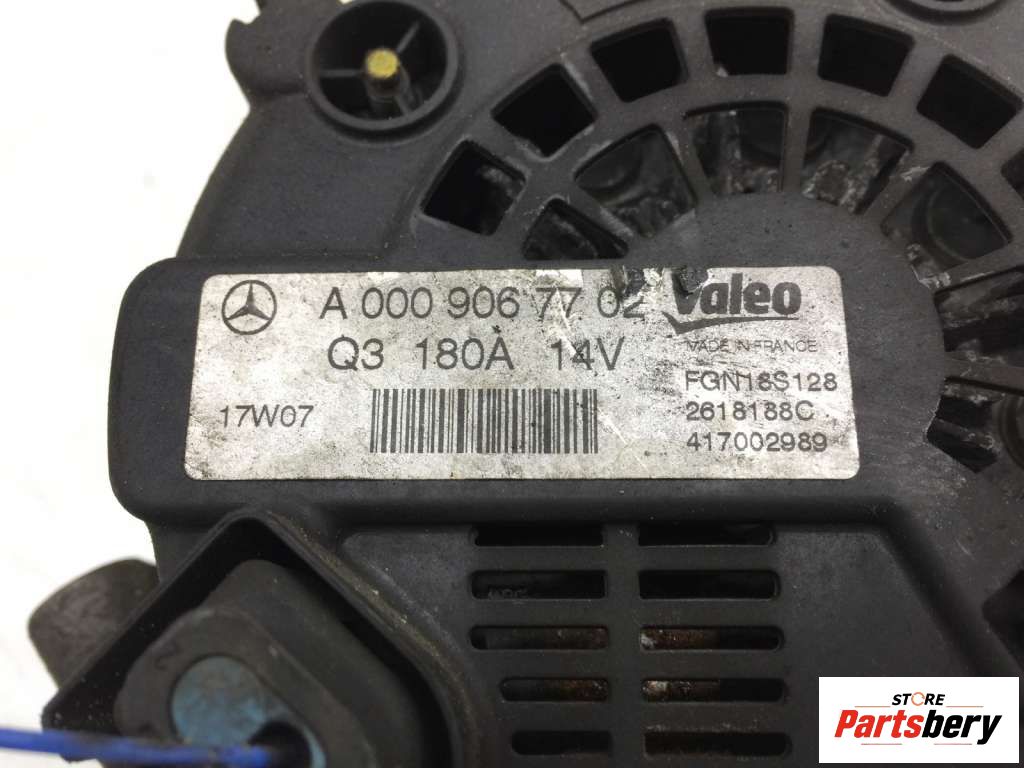 A 000 906 77 02
Valeo
MADE IN FRANCE
Q3 180A 14V
FGN18S128
2618188C
417002989
17W07
STORE
Partsbery